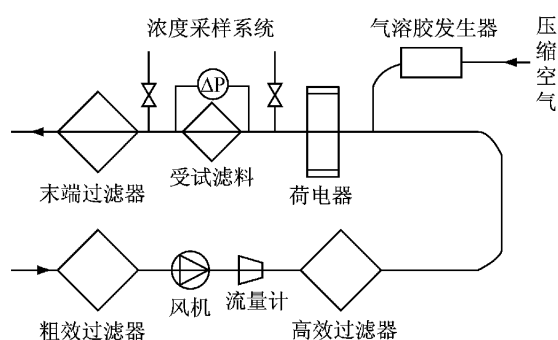 浓度采样系统
气溶胶发生器
压缩空气
ΔP
末端过滤器
受试滤料
荷电器
粗效过滤器
风机
流量计
高效过滤器